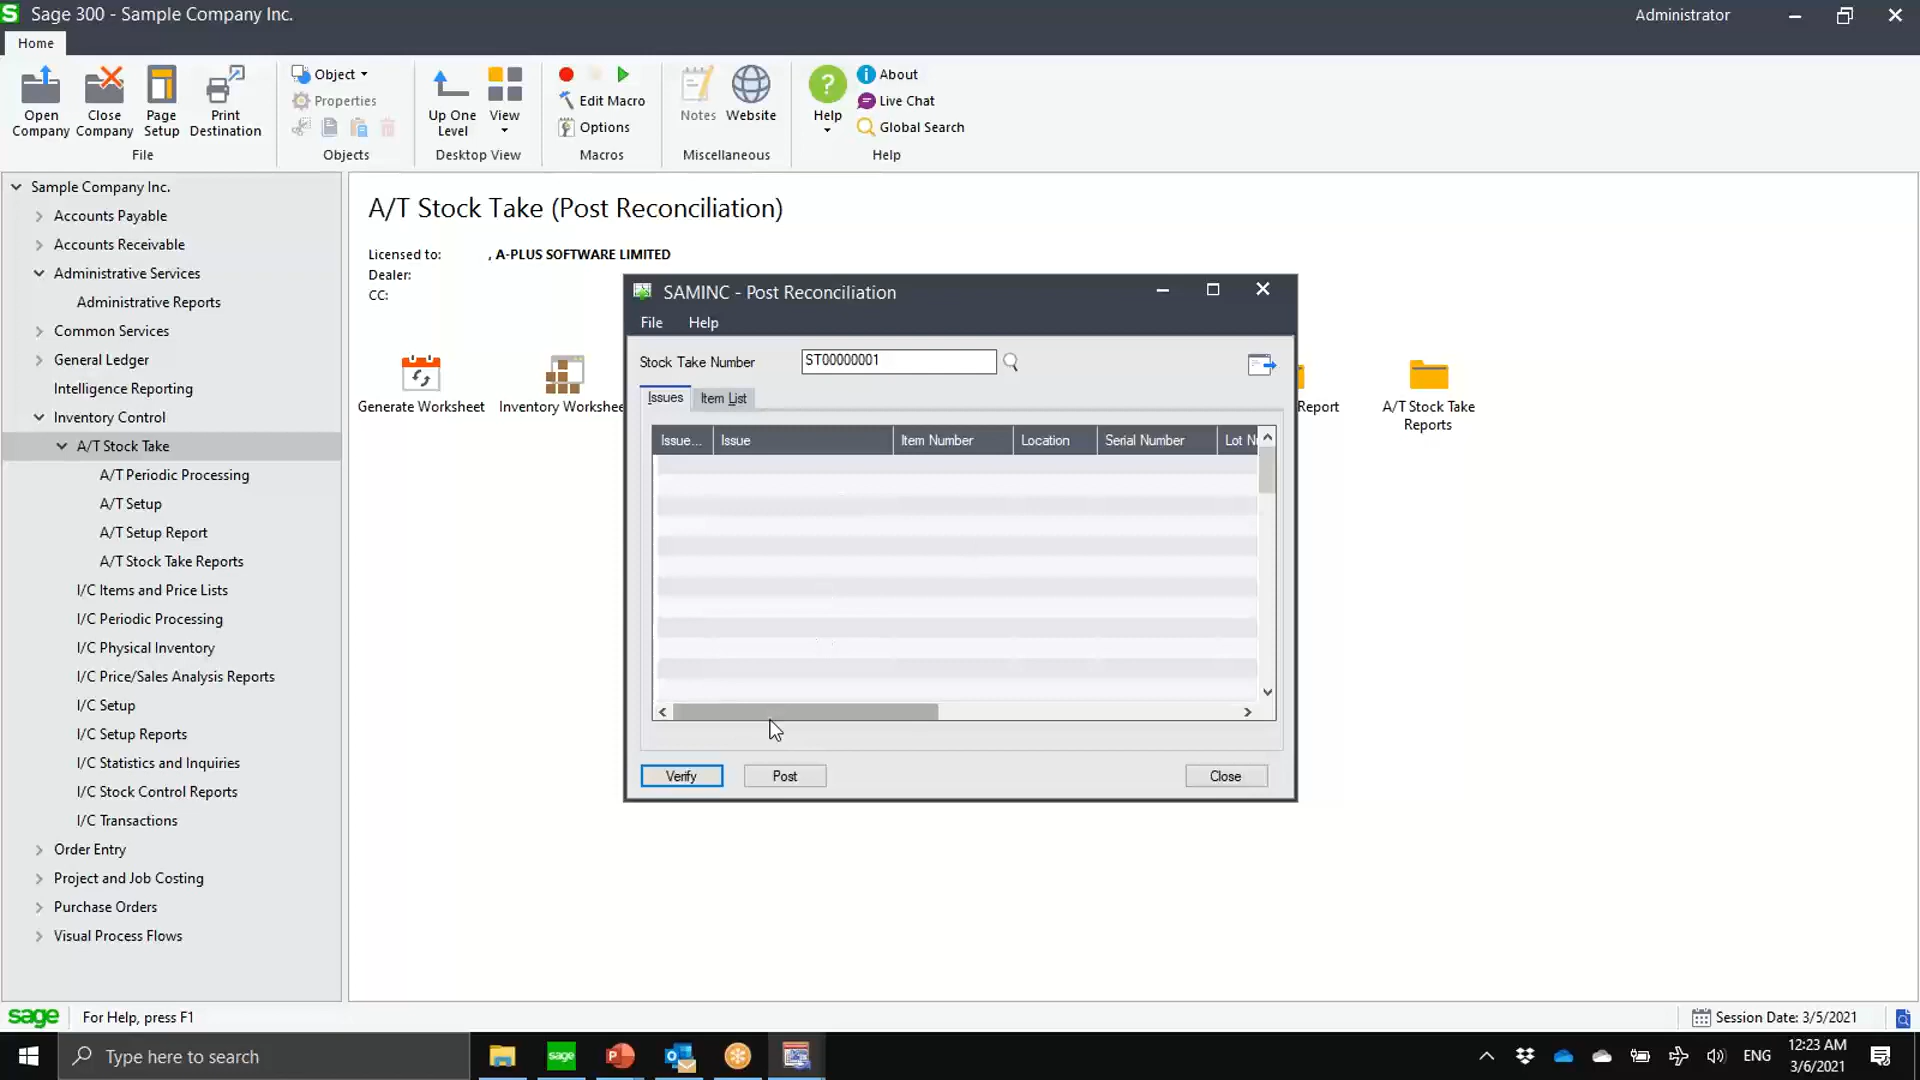 Sage 300 - Sample Company Inc.
Administrator
Home
Open Company
Close Company
Page Setup
Print Destination
File
Object
Properties
Objects
Up One Level
View
Desktop View
Edit Macro
Options
Macros
Notes
Website
Miscellaneous
Help
About
Live Chat
Global Search
Help
Sample Company Inc.
Accounts Payable
Accounts Receivable
Administrative Services
Administrative Reports
Common Services
General Ledger
Intelligence Reporting
Inventory Control
A/T Stock Take
A/T Periodic Processing
A/T Setup
A/T Setup Report
A/T Stock Take Reports
I/C Items and Price Lists
I/C Periodic Processing
I/C Physical Inventory
I/C Price/Sales Analysis Reports
I/C Setup
I/C Setup Reports
I/C Statistics and Inquiries
I/C Stock Control Reports
I/C Transactions
Order Entry
Project and Job Costing
Purchase Orders
Visual Process Flows
A/T Stock Take (Post Reconciliation)
Licensed to: , A-PLUS SOFTWARE LIMITED
Dealer:
CC:
Generate Worksheet
Inventory Workshee
Report
A/T Stock Take
Reports
SAMINC - Post Reconciliation
File Help
Stock Take Number ST00000001
Issues Item List
Issue... Issue Item Number Location Serial Number Lot N
Verify Post Close
sage For Help, press F1
Session Date: 3/5/2021
Type here to search
sage
ENG
12:23 AM
3/6/2021